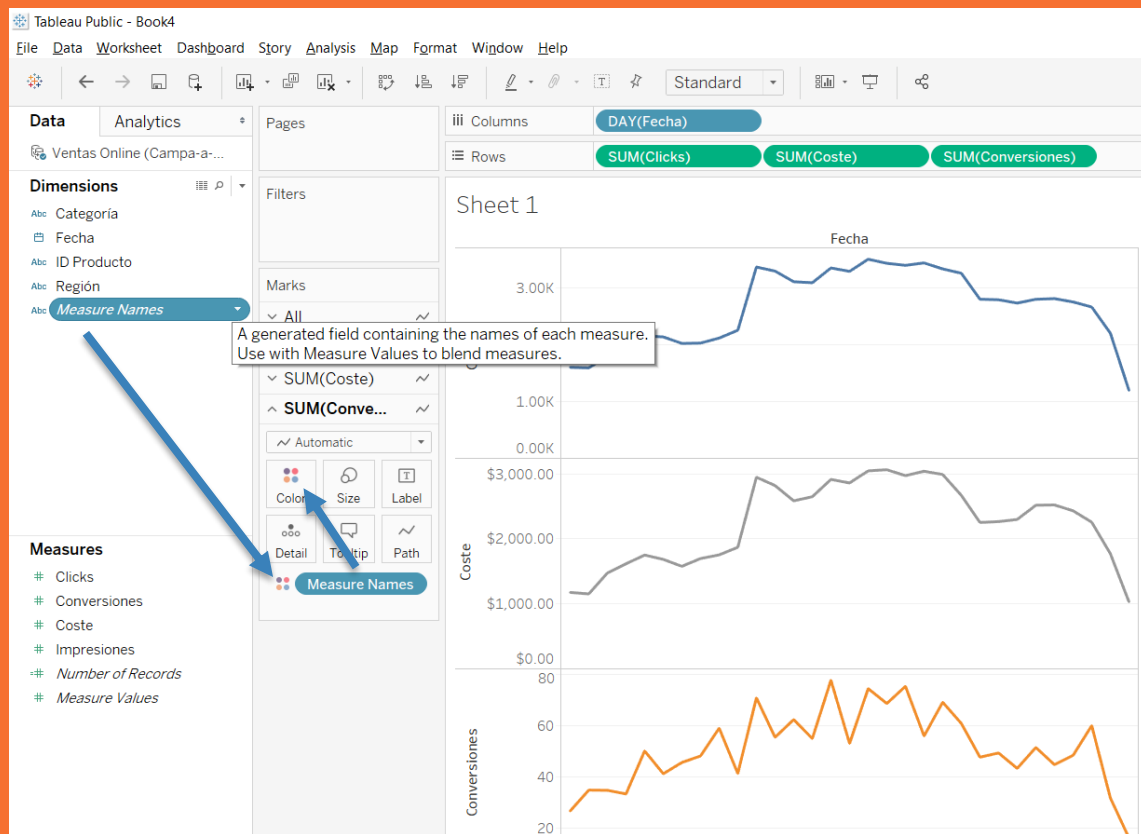 Tableau Public - Book4
File Data Worksheet Dashboard Story Analysis Map Format Window Help
Standard
Data
Analytics
Ventas Online (Campa-a-...
Dimensions
Abc Categoría
Fecha
Abc ID Producto
Abc Región
Abc Measure Names
Measures
# Clicks
# Conversiones
# Coste
# Impresiones
=# Number of Records
# Measure Values
Pages
Filters
Marks
All
A generated field containing the names of each measure.
Use with Measure Values to blend measures.
SUM(Coste)
SUM(Conve...
Automatic
Color
Size
T
Label
Detail
Tooltip
Path
Measure Names
iii Columns
DAY(Fecha)
Rows
SUM(Clicks) SUM(Coste) SUM(Conversiones)
Sheet 1
Fecha
3.00K
1.00K
0.00K
$3,000.00
$2,000.00
Coste
$1,000.00
$0.00
80
60
Conversiones
40
20